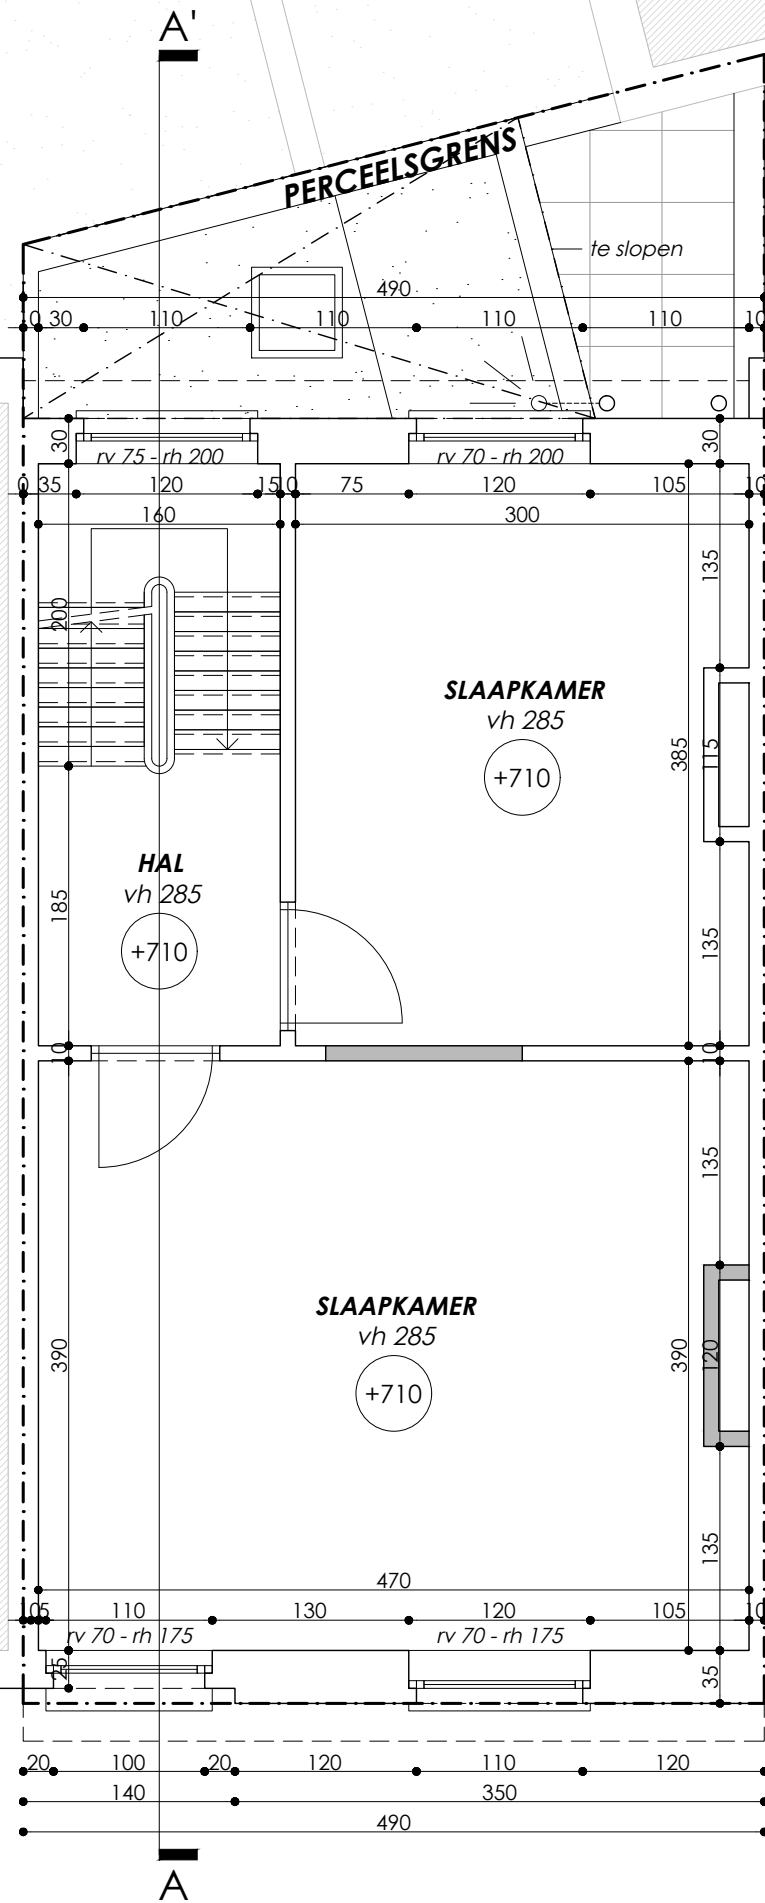 A'
PERCEELSGRENS
te slopen
490
0 30 110 110 110 110 10
30 30
rv 75 - rh 200 rv 70 - rh 200
0 35 120 15 10 75 120 105 10
160 300
135
200
SLAAPKAMER
vh 285
+710
385 115
HAL
vh 285
+710
185
135
10 10
135
SLAAPKAMER
vh 285
+710
390 390 120
135
470
105 110 130 120 105 10
rv 70 - rh 175 rv 70 - rh 175
25 35
20 100 20 120 110 120
140 350
490
A